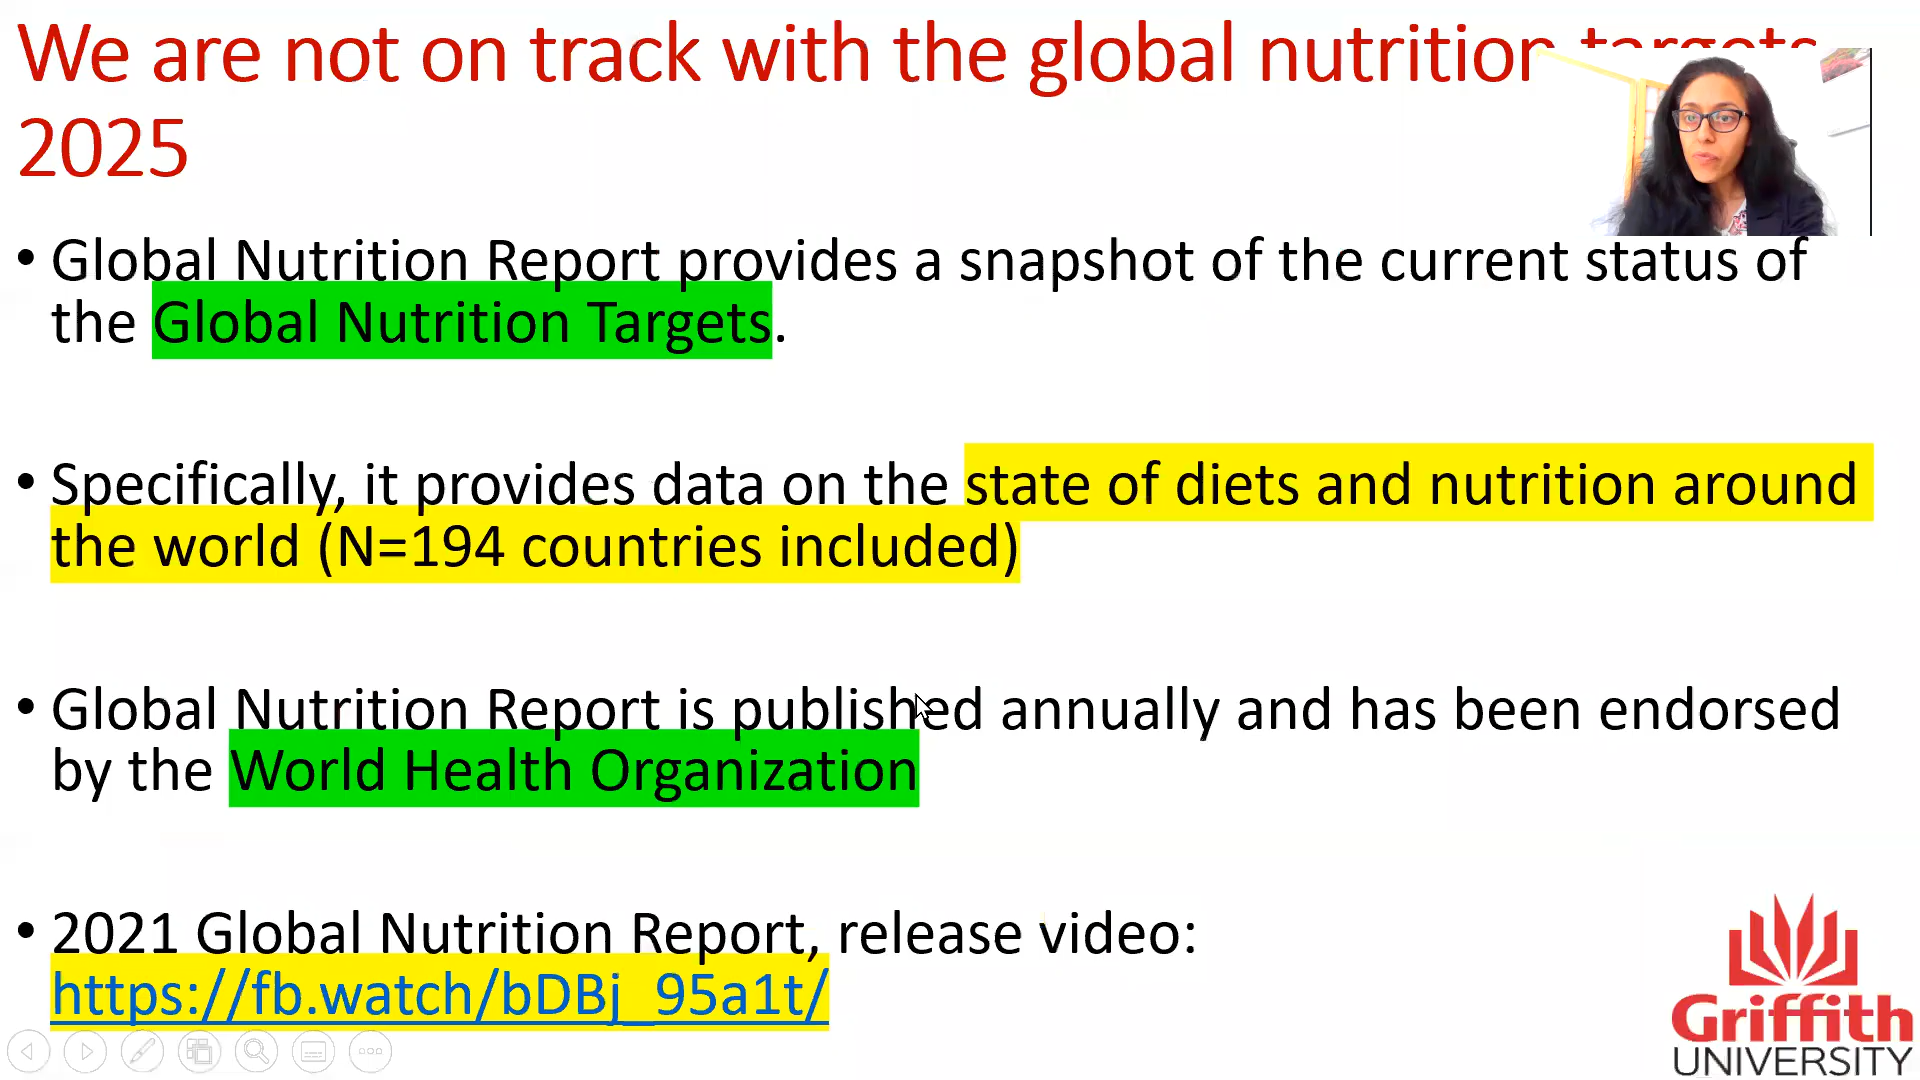 We are not on track with the global nutrition targets
2025
• Global Nutrition Report provides a snapshot of the current status of
the Global Nutrition Targets.
• Specifically, it provides data on the state of diets and nutrition around
the world (N=194 countries included)
• Global Nutrition Report is published annually and has been endorsed
by the World Health Organization
• 2021 Global Nutrition Report, release video:
https://fb.watch/bDBj_95a1t/
Griffith
UNIVERSITY